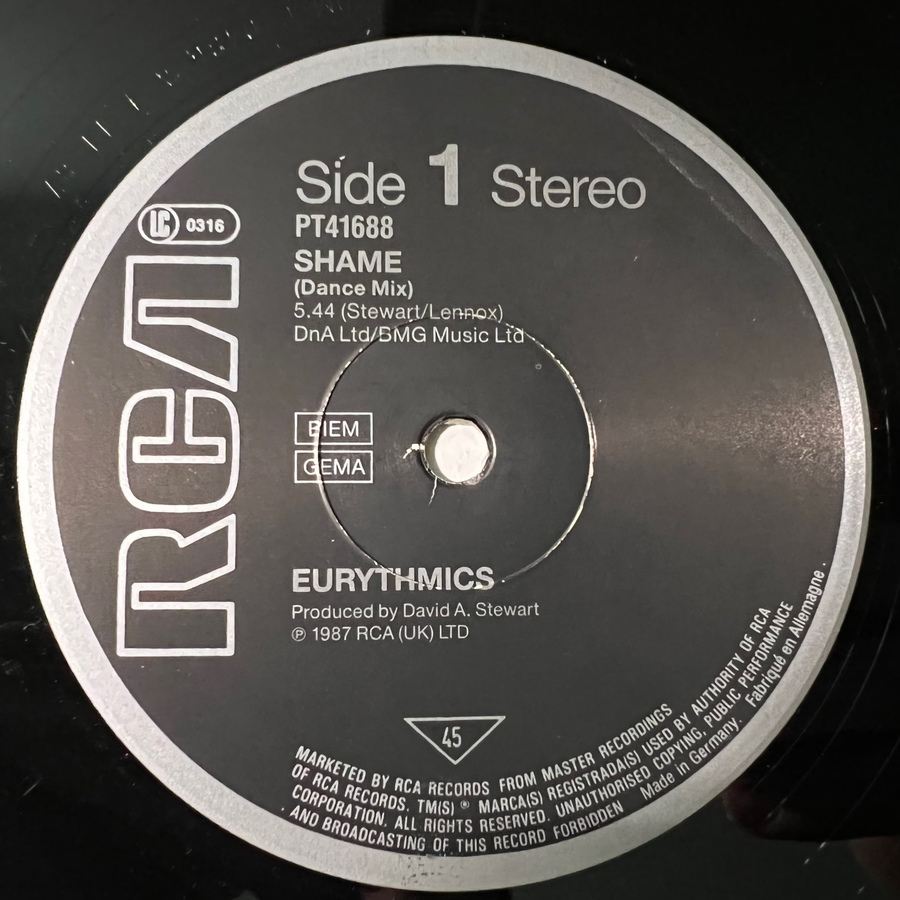 Side 1 Stereo
PT41688
SHAME
(Dance Mix)
5.44 (Stewart/Lennox)
DnA Ltd/BMG Music Ltd
LC 0316
RCA
BIEM
GEMA
EURYTHMICS
Produced by David A. Stewart
℗ 1987 RCA (UK) LTD
45
MARKETED BY RCA RECORDS FROM MASTER RECORDINGS
OF RCA RECORDS. TM(S) ® MARCA(S) REGISTRADA(S) USED BY AUTHORITY OF RCA
CORPORATION. ALL RIGHTS RESERVED. UNAUTHORISED COPYING, PUBLIC PERFORMANCE
AND BROADCASTING OF THIS RECORD FORBIDDEN Made in Germany. Fabriqué en Allemagne.